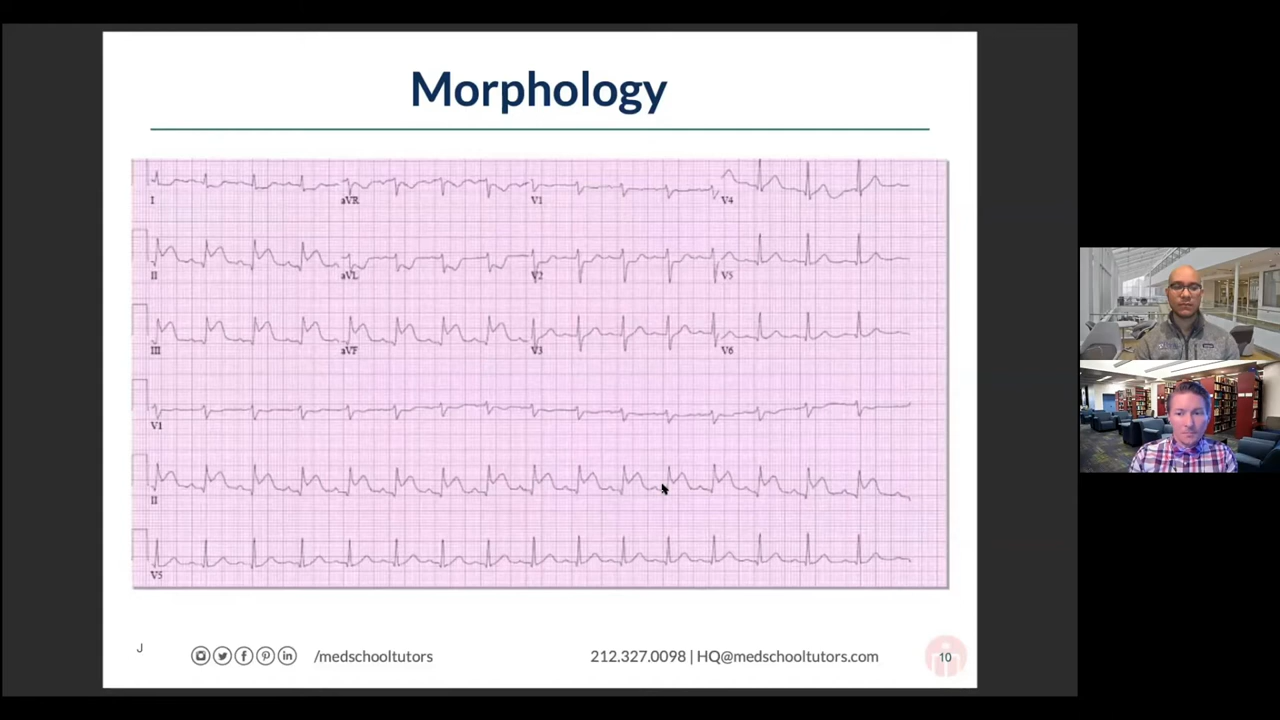 Morphology
I aVR V1 V4
II aVL V2 V5
III aVF V3 V6
V1
II
V5
J /medschooltutors 212.327.0098 | HQ@medschooltutors.com 10